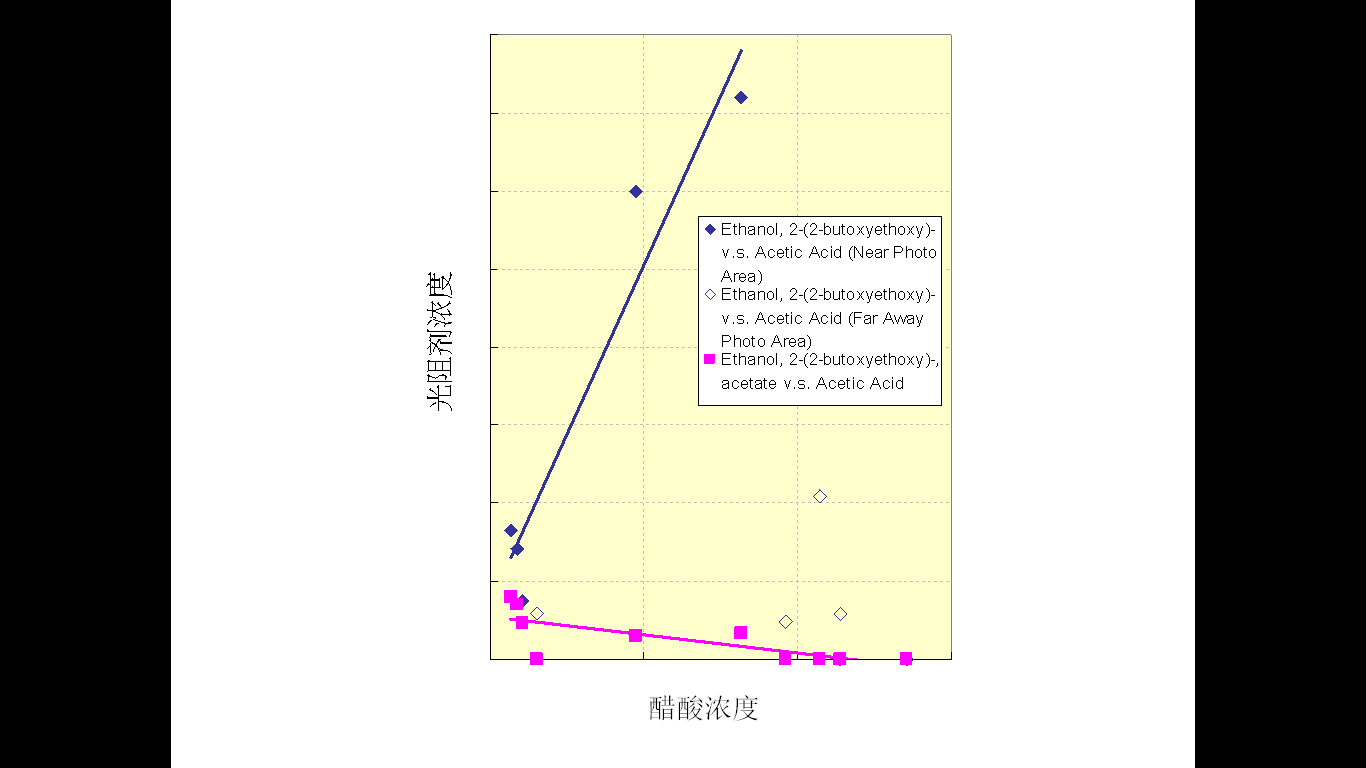 光阻剂浓度
Ethanol, 2-(2-butoxyethoxy)-
v.s. Acetic Acid (Near Photo
Area)
Ethanol, 2-(2-butoxyethoxy)-
v.s. Acetic Acid (Far Away
Photo Area)
Ethanol, 2-(2-butoxyethoxy)-,
acetate v.s. Acetic Acid
醋酸浓度